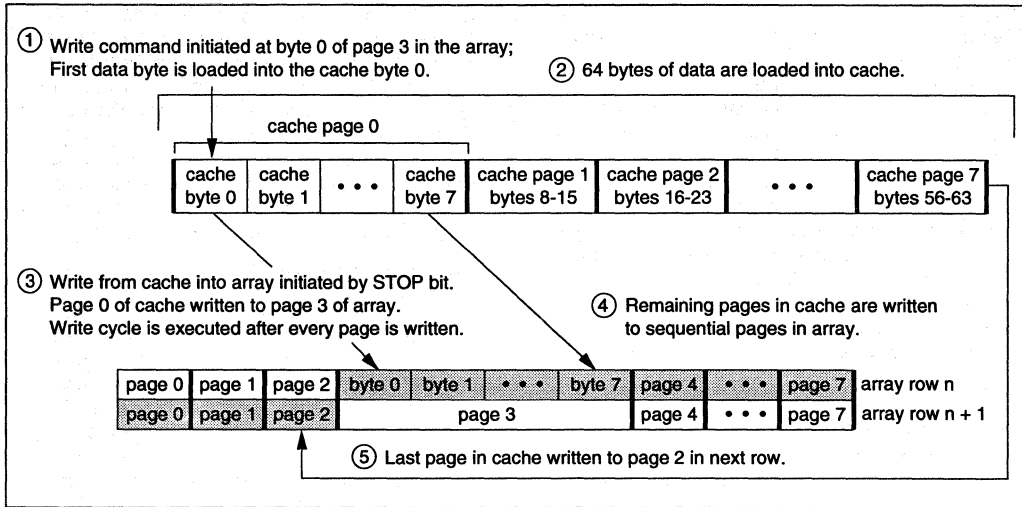 ① Write command initiated at byte 0 of page 3 in the array;
First data byte is loaded into the cache byte 0.
② 64 bytes of data are loaded into cache.
cache page 0
cache byte 0
cache byte 1
• • •
cache byte 7
cache page 1 bytes 8-15
cache page 2 bytes 16-23
• • •
cache page 7 bytes 56-63
③ Write from cache into array initiated by STOP bit.
Page 0 of cache written to page 3 of array.
Write cycle is executed after every page is written.
④ Remaining pages in cache are written
to sequential pages in array.
page 0 page 1 page 2 byte 0 byte 1 • • • byte 7 page 4 • • • page 7 array row n
page 0 page 1 page 2 page 3 page 4 • • • page 7 array row n + 1
⑤ Last page in cache written to page 2 in next row.